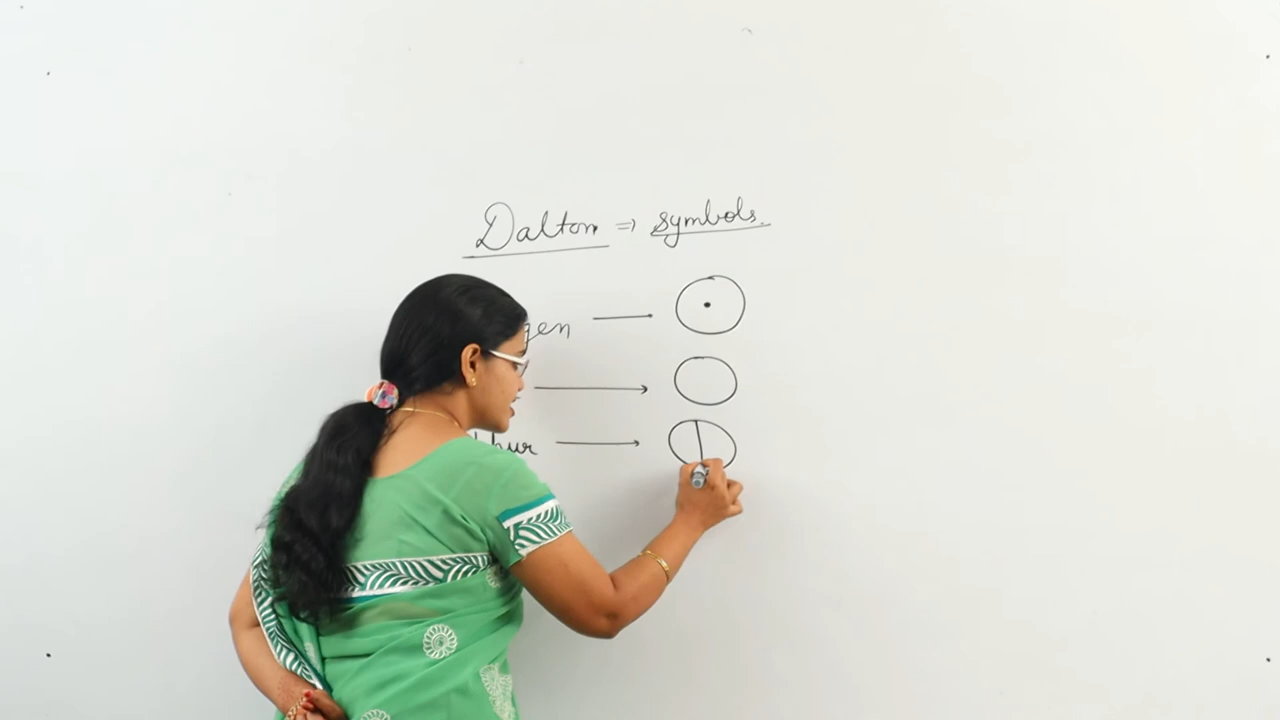 Dalton ⇒ symbols.
gen →
→
hur →